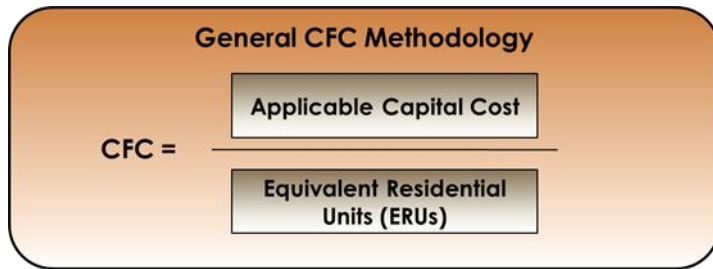 General CFC Methodology
Applicable Capital Cost
CFC =
Equivalent Residential
Units (ERUs)